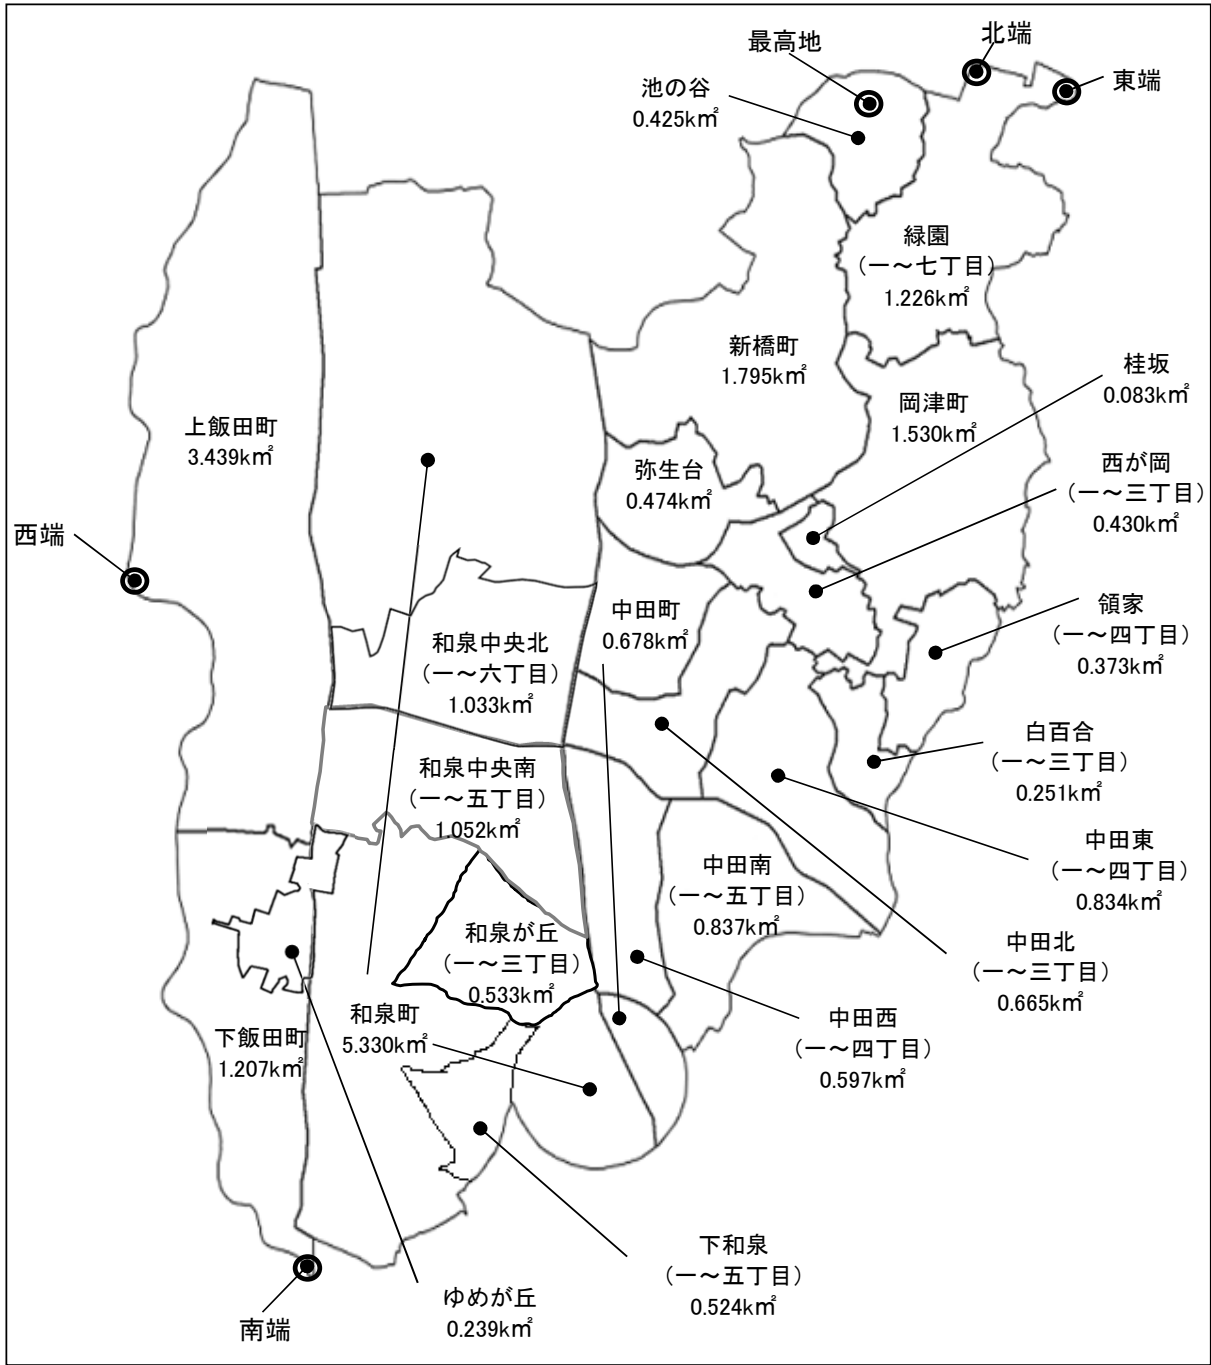 最高地
北端
東端
池の谷
0.425k㎡
緑園
（一～七丁目）
1.226k㎡
新橋町
1.795k㎡
桂坂
0.083k㎡
岡津町
1.530k㎡
上飯田町
3.439k㎡
弥生台
0.474k㎡
西が岡
（一～三丁目）
0.430k㎡
西端
領家
（一～四丁目）
0.373k㎡
中田町
0.678k㎡
和泉中央北
（一～六丁目）
1.033k㎡
白百合
（一～三丁目）
0.251k㎡
和泉中央南
（一～五丁目）
1.052k㎡
中田東
（一～四丁目）
0.834k㎡
中田南
（一～五丁目）
0.837k㎡
和泉が丘
（一～三丁目）
0.533k㎡
中田北
（一～三丁目）
0.665k㎡
和泉町
5.330k㎡
中田西
（一～四丁目）
0.597k㎡
下飯田町
1.207k㎡
下和泉
（一～五丁目）
0.524k㎡
ゆめが丘
0.239k㎡
南端